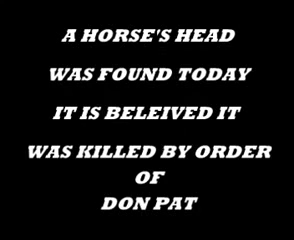 A HORSE'S HEAD
WAS FOUND TODAY
IT IS BELEIVED IT
WAS KILLED BY ORDER
OF
DON PAT